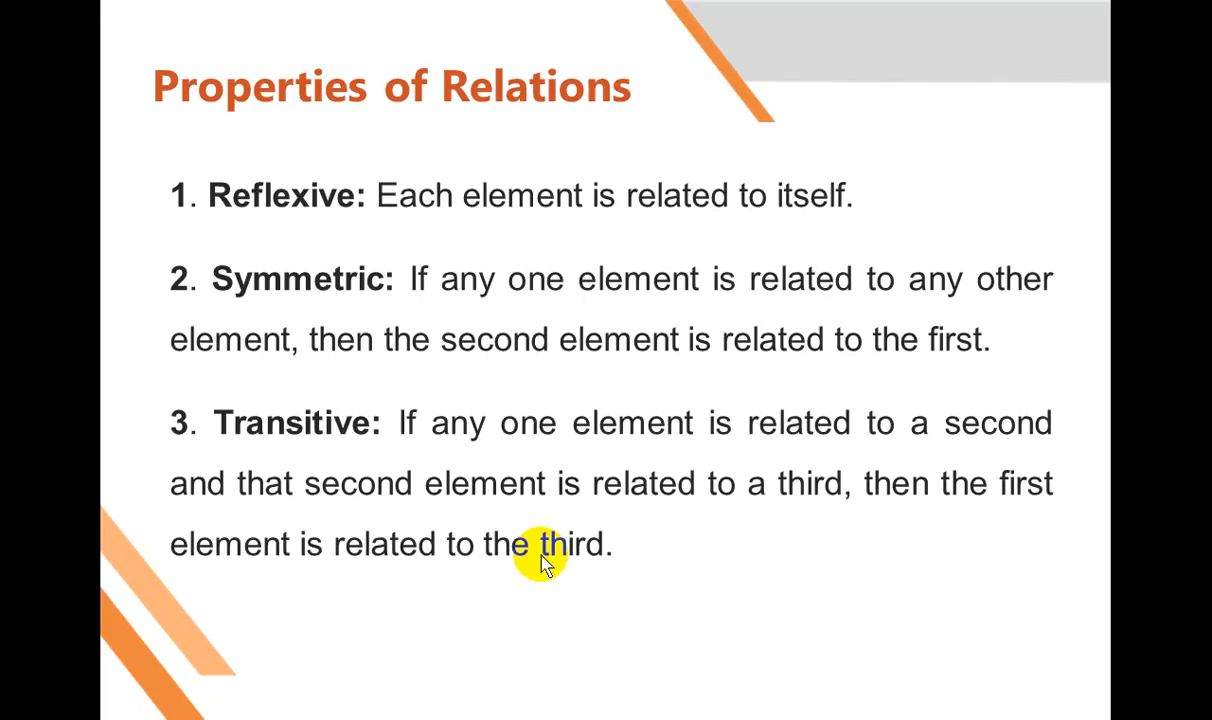 Properties of Relations
1. Reflexive: Each element is related to itself.
2. Symmetric: If any one element is related to any other
element, then the second element is related to the first.
3. Transitive: If any one element is related to a second
and that second element is related to a third, then the first
element is related to the third.